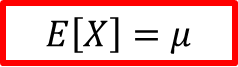 E[X] = μ